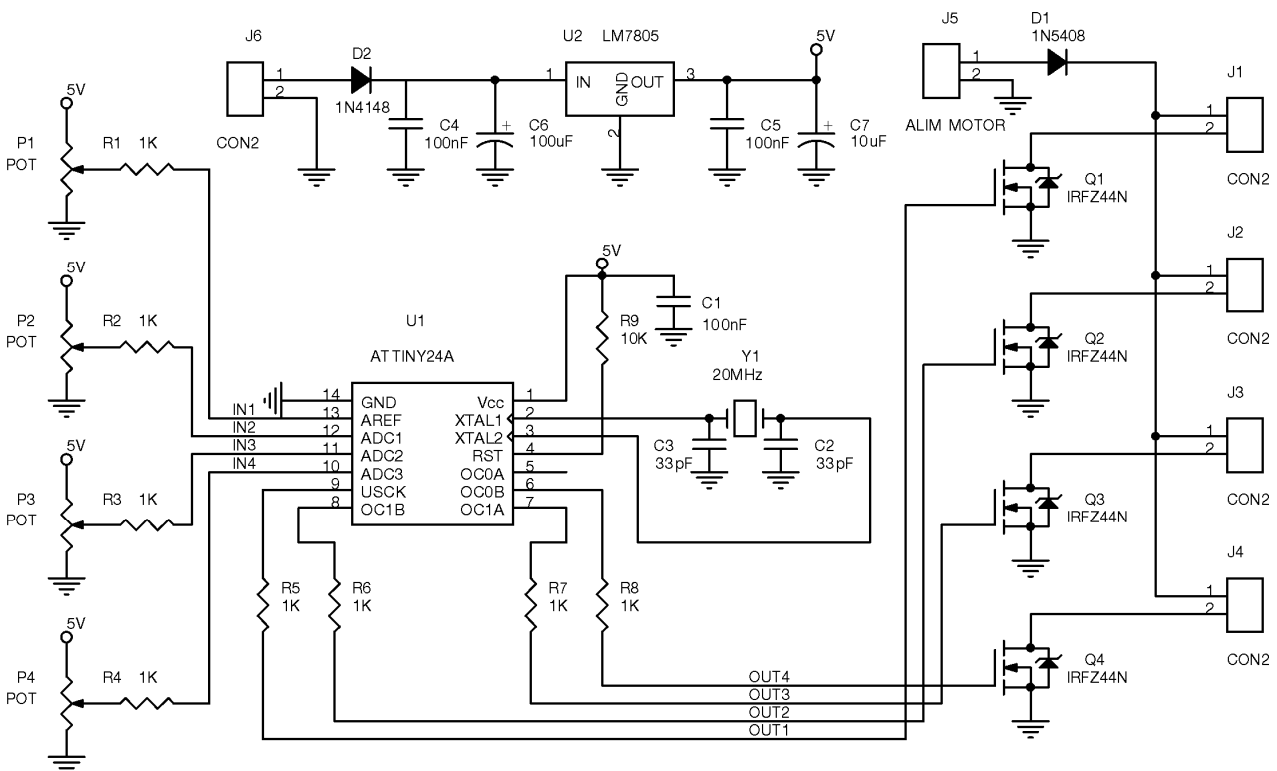 J6
1
2
CON2
D2
1N4148
C4
100nF
+
C6
100uF
U2 LM7805
1
IN
GND
OUT
3
2
5V
C5
100nF
+
C7
10uF
J5
1
2
ALIM MOTOR
D1
1N5408
J1
1
2
CON2
Q1
IRFZ44N
J2
1
2
CON2
Q2
IRFZ44N
J3
1
2
CON2
Q3
IRFZ44N
J4
1
2
CON2
Q4
IRFZ44N
5V
P1
POT
R1 1K
5V
P2
POT
R2 1K
5V
P3
POT
R3 1K
5V
P4
POT
R4 1K
IN1
IN2
IN3
IN4
U1
ATTINY24A
14 GND
13 AREF
12 ADC1
11 ADC2
10 ADC3
9 USCK
8 OC1B
Vcc 1
XTAL1 2
XTAL2 3
RST 4
OC0A 5
OC0B 6
OC1A 7
5V
R9
10K
C1
100nF
Y1
20MHz
C3
33pF
C2
33pF
R5
1K
R6
1K
R7
1K
R8
1K
OUT4
OUT3
OUT2
OUT1